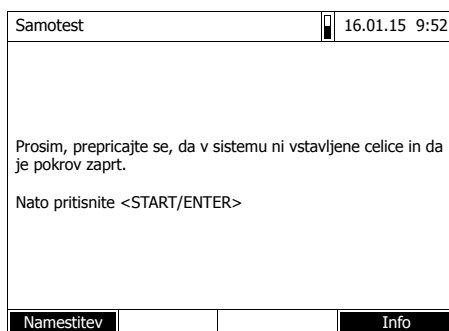 Samotest 16.01.15 9:52
Prosim, prepricajte se, da v sistemu ni vstavljene celice in da
je pokrov zaprt.
Nato pritisnite <START/ENTER>
Namestitev Info